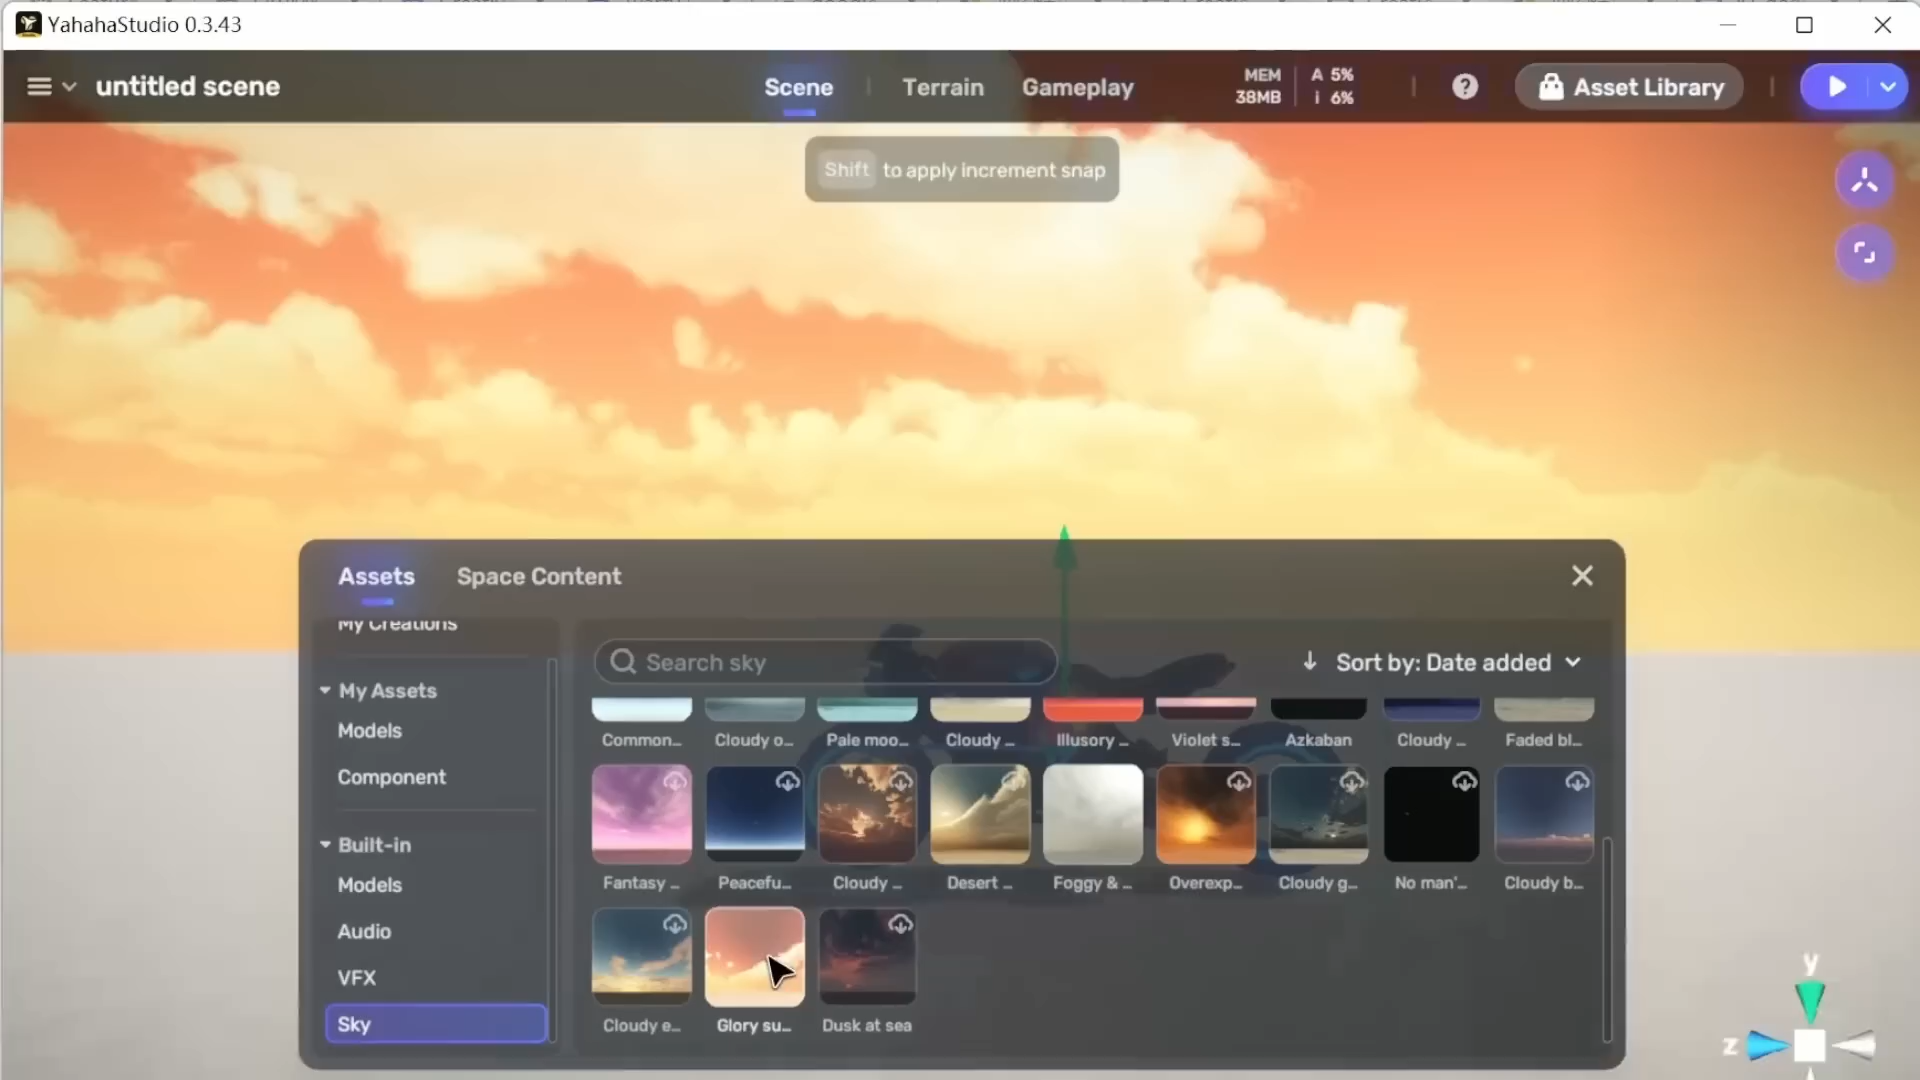 YahahaStudio 0.3.43
untitled scene
Scene
Terrain
Gameplay
MEM
38MB
A 5%
i 6%
?
Asset Library
Shift to apply increment snap
Assets
Space Content
My Creations
My Assets
Models
Component
Built-in
Models
Audio
VFX
Sky
Search sky
Sort by: Date added
Common...
Cloudy o...
Pale moo...
Cloudy ...
Illusory ...
Violet s...
Azkaban
Cloudy ...
Faded bl...
Fantasy ...
Peacefu...
Cloudy ...
Desert ...
Foggy & ...
Overexp...
Cloudy g...
No man'...
Cloudy b...
Cloudy e...
Glory su...
Dusk at sea
y
z